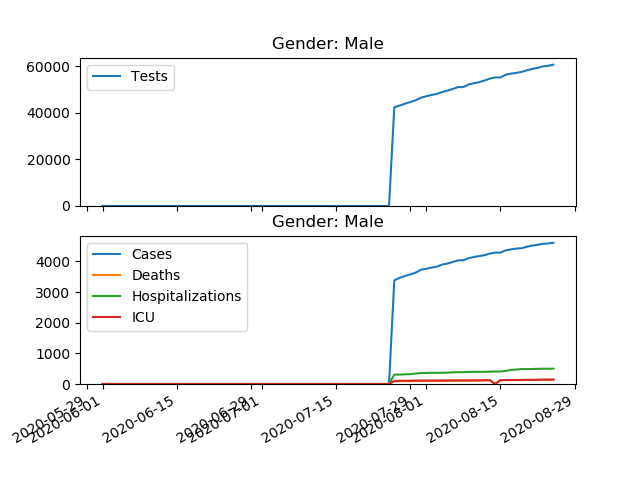 Gender: Male
60000
40000
20000
0
Tests
Gender: Male
4000
3000
2000
1000
0
Cases
Deaths
Hospitalizations
ICU
2020-05-29
2020-06-01
2020-06-15
2020-06-29
2020-07-01
2020-07-15
2020-07-29
2020-08-01
2020-08-15
2020-08-29